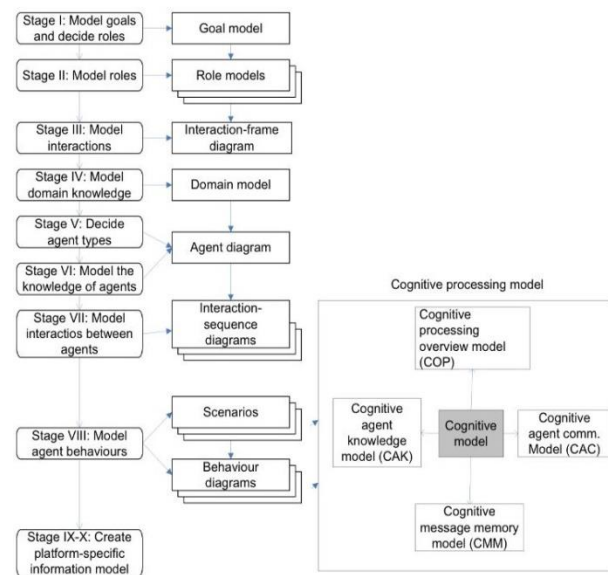 Stage I: Model goals
and decide roles
Goal model
Stage II: Model roles
Role models
Stage III: Model
interactions
Interaction-frame
diagram
Stage IV: Model
domain knowledge
Domain model
Stage V: Decide
agent types
Agent diagram
Stage VI: Model the
knowledge of agents
Stage VII: Model
interactios between
agents
Interaction-
sequence
diagrams
Stage VIII: Model
agent behaviours
Scenarios
Behaviour
diagrams
Stage IX-X: Create
platform-specific
information model
Cognitive processing model
Cognitive
processing
overview model
(COP)
Cognitive
agent
knowledge
model (CAK)
Cognitive
model
Cognitive
agent comm.
Model (CAC)
Cognitive
message memory
model (CMM)